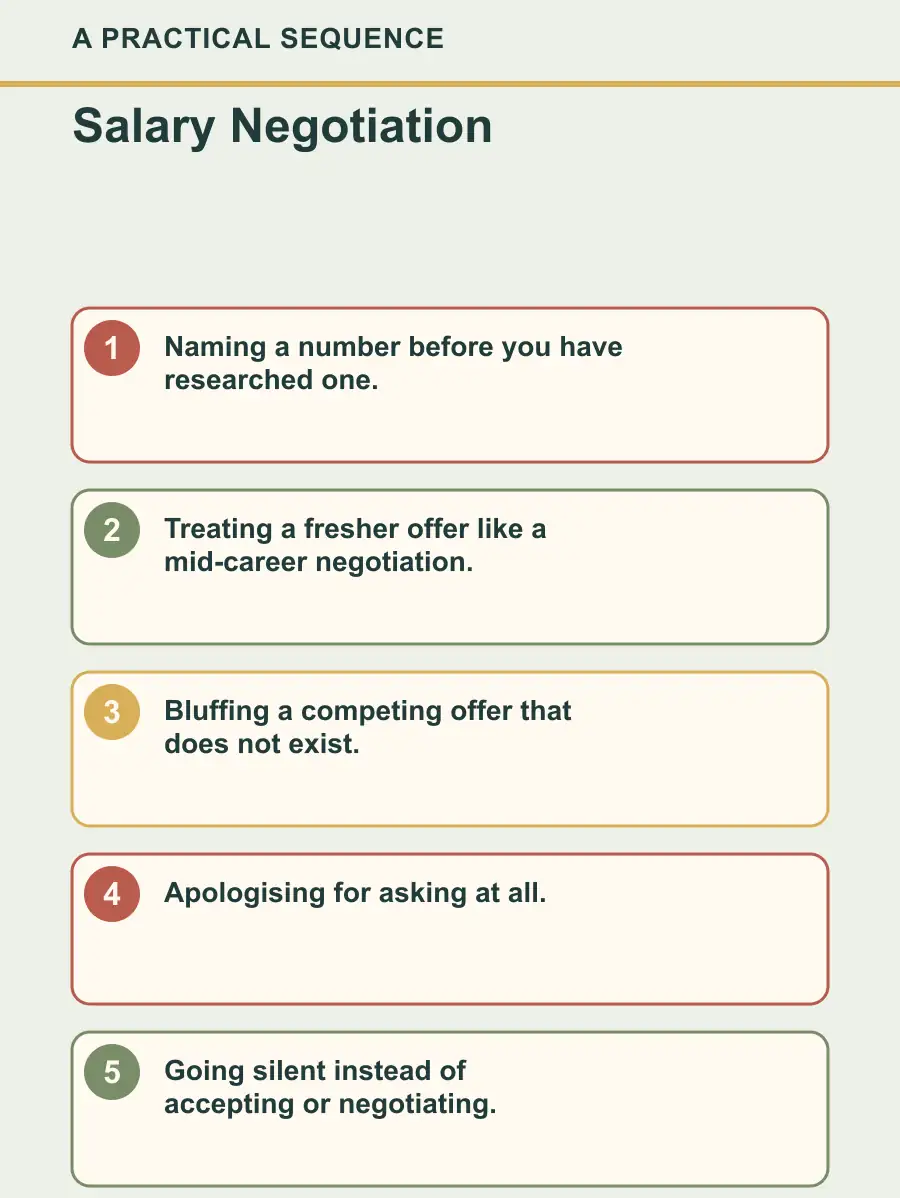 A PRACTICAL SEQUENCE
Salary Negotiation
1
Naming a number before you have
researched one.
2
Treating a fresher offer like a
mid-career negotiation.
3
Bluffing a competing offer that
does not exist.
4
Apologising for asking at all.
5
Going silent instead of
accepting or negotiating.